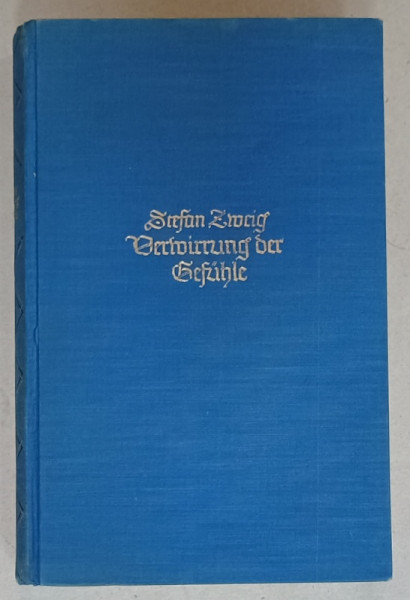 Stefan Zweig
Verwirrung der
Gefühle